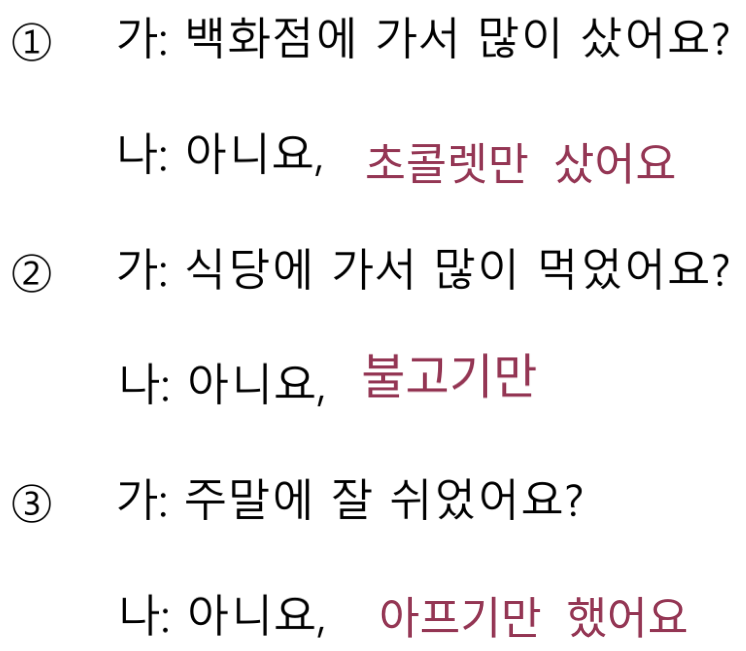 ① 가: 백화점에 가서 많이 샀어요?
나: 아니요, 초콜렛만 샀어요
② 가: 식당에 가서 많이 먹었어요?
나: 아니요, 불고기만
③ 가: 주말에 잘 쉬었어요?
나: 아니요, 아프기만 했어요